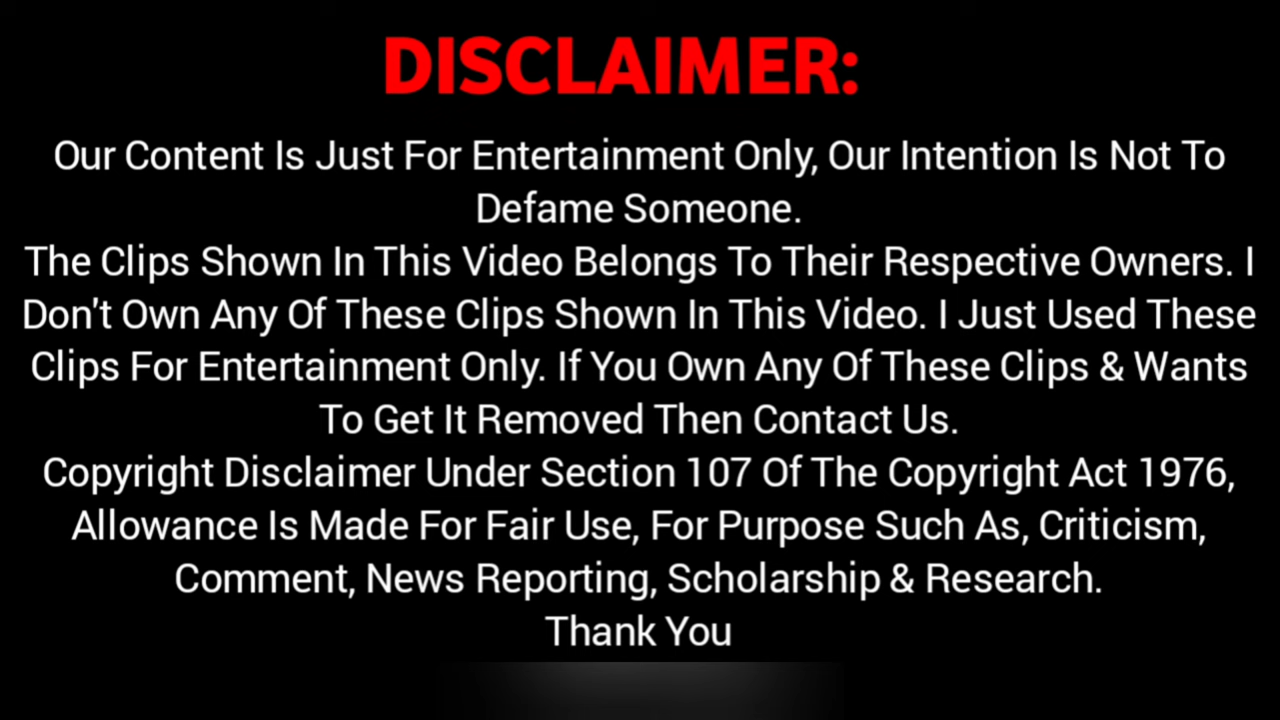 DISCLAIMER:
Our Content Is Just For Entertainment Only, Our Intention Is Not To
Defame Someone.
The Clips Shown In This Video Belongs To Their Respective Owners. I
Don't Own Any Of These Clips Shown In This Video. I Just Used These
Clips For Entertainment Only. If You Own Any Of These Clips & Wants
To Get It Removed Then Contact Us.
Copyright Disclaimer Under Section 107 Of The Copyright Act 1976,
Allowance Is Made For Fair Use, For Purpose Such As, Criticism,
Comment, News Reporting, Scholarship & Research.
Thank You